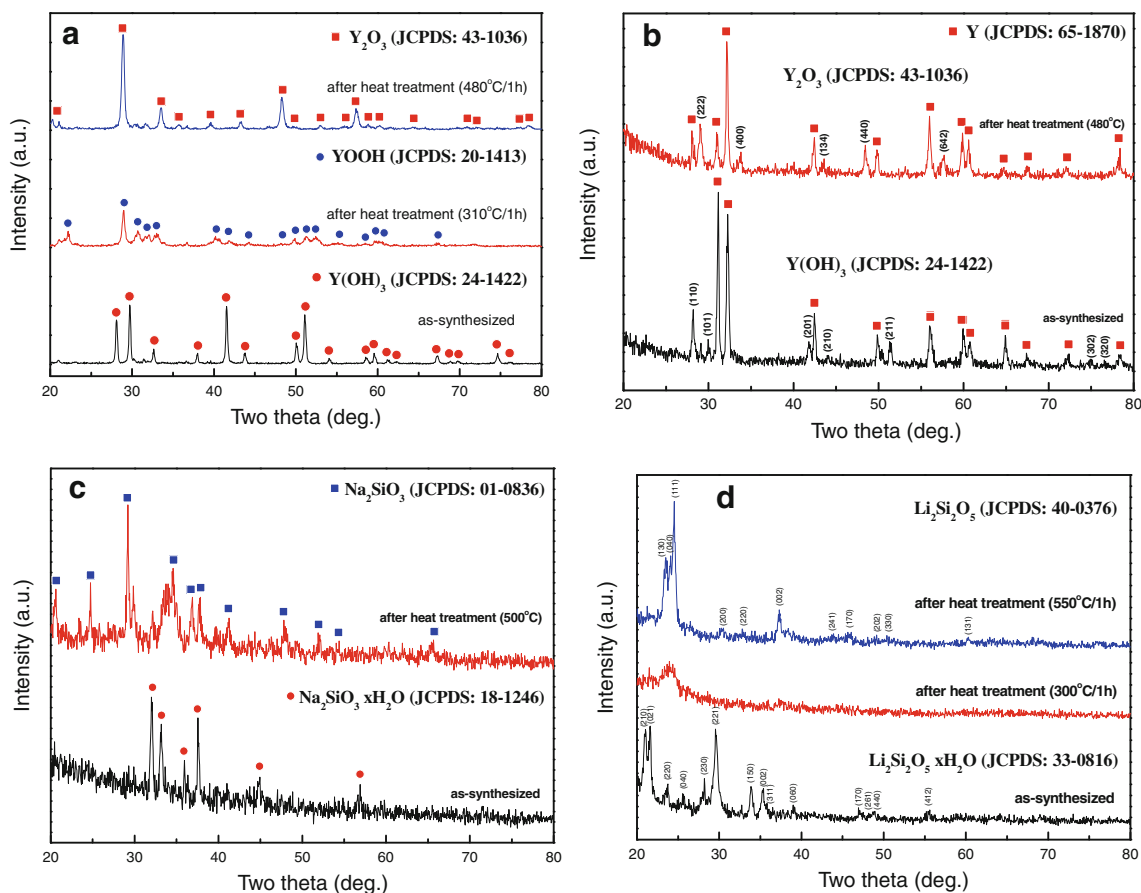 a
Y₂O₃ (JCPDS: 43-1036)
after heat treatment (480°C/1h)
YOOH (JCPDS: 20-1413)
after heat treatment (310°C/1h)
Y(OH)₃ (JCPDS: 24-1422)
as-synthesized
Intensity (a.u.)
20 30 40 50 60 70 80
Two theta (deg.)
b
Y (JCPDS: 65-1870)
Y₂O₃ (JCPDS: 43-1036)
after heat treatment (480°C)
(222) (400) (134) (440) (642)
Y(OH)₃ (JCPDS: 24-1422)
as-synthesized
(110) (101) (201) (210) (211) (302) (320)
Intensity (a.u.)
20 30 40 50 60 70 80
Two theta (deg.)
c
Na₂SiO₃ (JCPDS: 01-0836)
after heat treatment (500°C)
Na₂SiO₃ xH₂O (JCPDS: 18-1246)
as-synthesized
Intensity (a.u.)
20 30 40 50 60 70 80
Two theta (deg.)
d
Li₂Si₂O₅ (JCPDS: 40-0376)
(130) (040) (111) (200) (220) (002) (241) (170) (202) (330) (131)
after heat treatment (550°C/1h)
after heat treatment (300°C/1h)
Li₂Si₂O₅ xH₂O (JCPDS: 33-0816)
(210) (021) (220) (040) (230) (221) (150) (002) (311) (060) (170) (261) (440) (412)
as-synthesized
Intensity (a.u.)
20 30 40 50 60 70 80
Two theta (deg.)